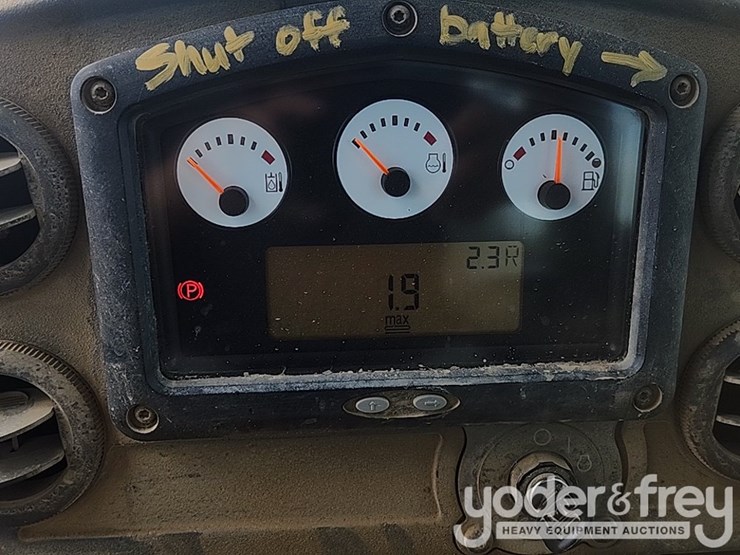 Shut off battery →
2.3R
1.9
P
max
yoder&frey
HEAVY EQUIPMENT AUCTIONS